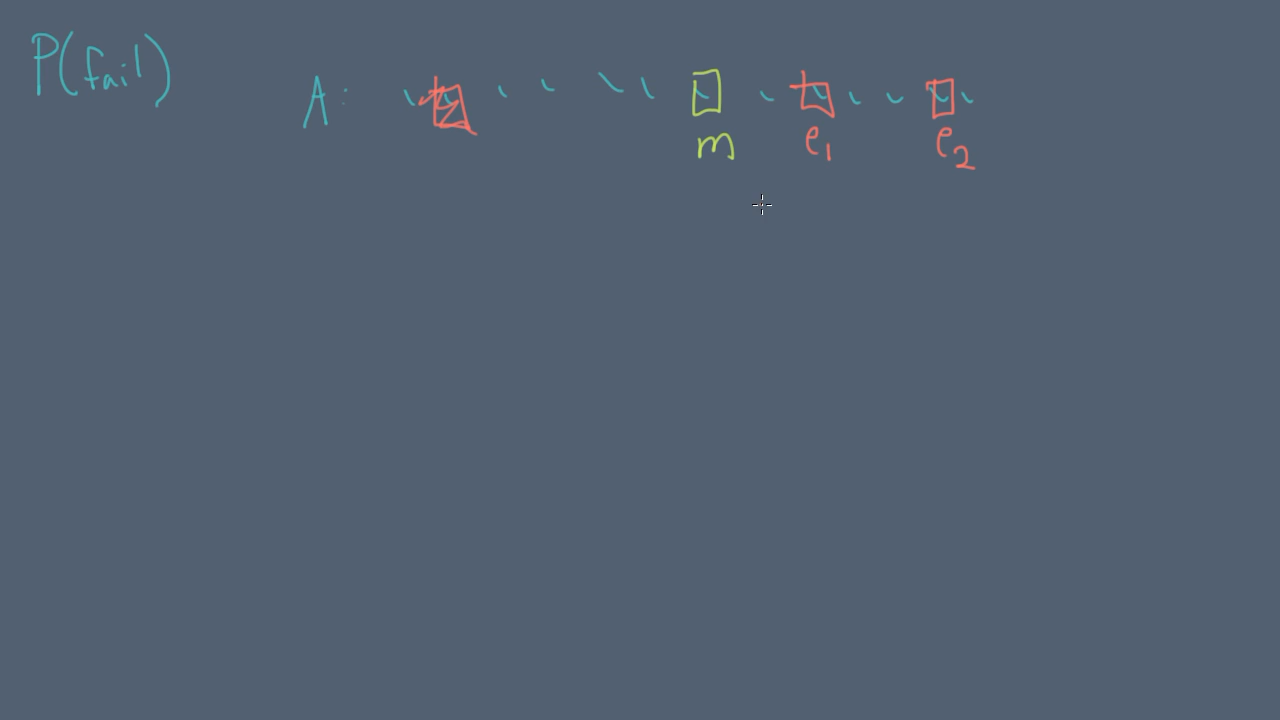 P(fail)
A:
m e₁ e₂